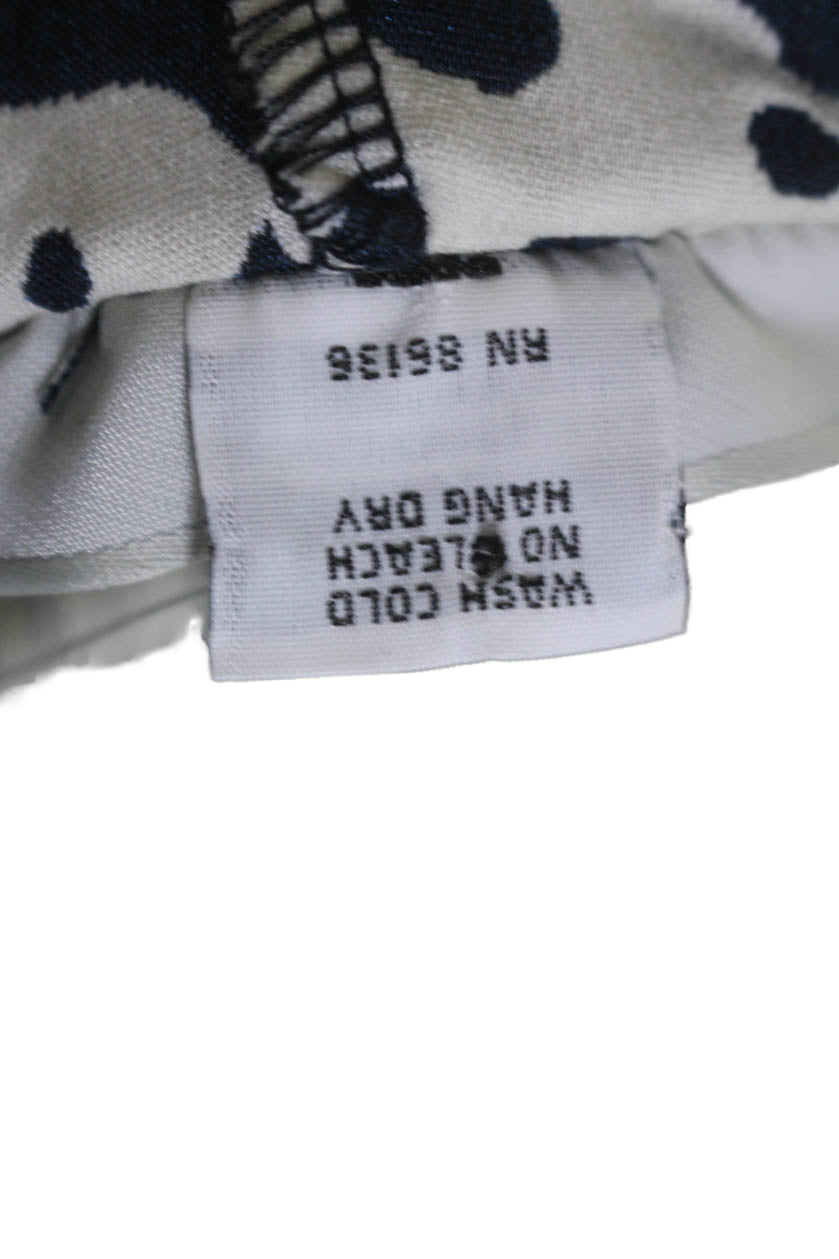 WASH COLD
NO BLEACH
HANG DRY
RN 86136